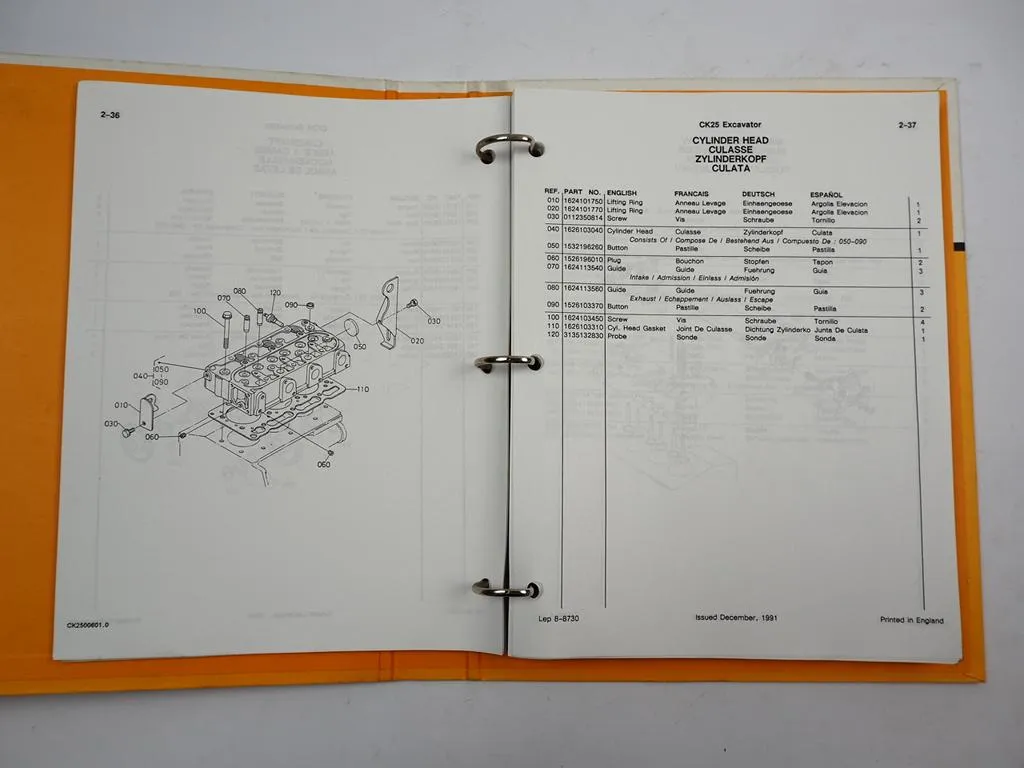 2-36
080
120
070
090
100
030
050
020
050
040
090
110
010
030
060
060
CK2500601.0
CK25 Excavator 2-37
CYLINDER HEAD
CULASSE
ZYLINDERKOPF
CULATA
REF. PART NO. ENGLISH FRANCAIS DEUTSCH ESPAÑOL
010 1624101750 Lifting Ring Anneau Levage Einhaengeoese Argolla Elevacion 1
020 1624101770 Lifting Ring Anneau Levage Einhaengeoese Argolla Elevacion 1
030 0112350814 Screw Vis Schraube Tornillo 2
040 1626103040 Cylinder Head Culasse Zylinderkopf Culata 1
Consists Of / Compose De / Bestehend Aus / Compuesto De : 050-090
050 1532196260 Button Pastille Scheibe Pastilla 1
060 1526196010 Plug Bouchon Stopfen Tapon 2
070 1624113540 Guide Guide Fuehrung Guia 3
Intake / Admission / Einlass / Admisión
080 1624113560 Guide Guide Fuehrung Guia 3
Exhaust / Echappement / Auslass / Escape
090 1526103370 Button Pastille Scheibe Pastilla 2
100 1624103450 Screw Vis Schraube Tornillo 4
110 1626103310 Cyl. Head Gasket Joint De Culasse Dichtung Zylinderko Junta De Culata 1
120 3135132830 Probe Sonde Sonde Sonda 1
Lep 8-8730 Issued December, 1991 Printed in England